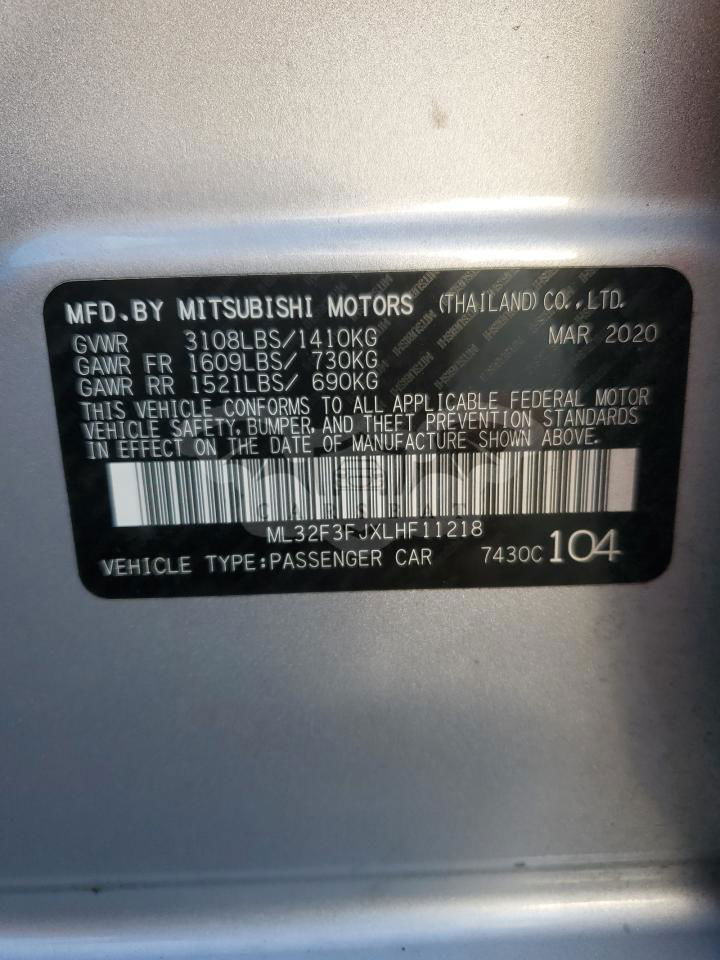 MFD.BY MITSUBISHI MOTORS (THAILAND) CO.,LTD.
GVWR 3108LBS/1410KG MAR 2020
GAWR FR 1609LBS/ 730KG
GAWR RR 1521LBS/ 690KG
THIS VEHICLE CONFORMS TO ALL APPLICABLE FEDERAL MOTOR
VEHICLE SAFETY, BUMPER, AND THEFT PREVENTION STANDARDS
IN EFFECT ON THE DATE OF MANUFACTURE SHOWN ABOVE.
CARSBAT
ML32F3FJXLHF11218
VEHICLE TYPE:PASSENGER CAR 7430C 104